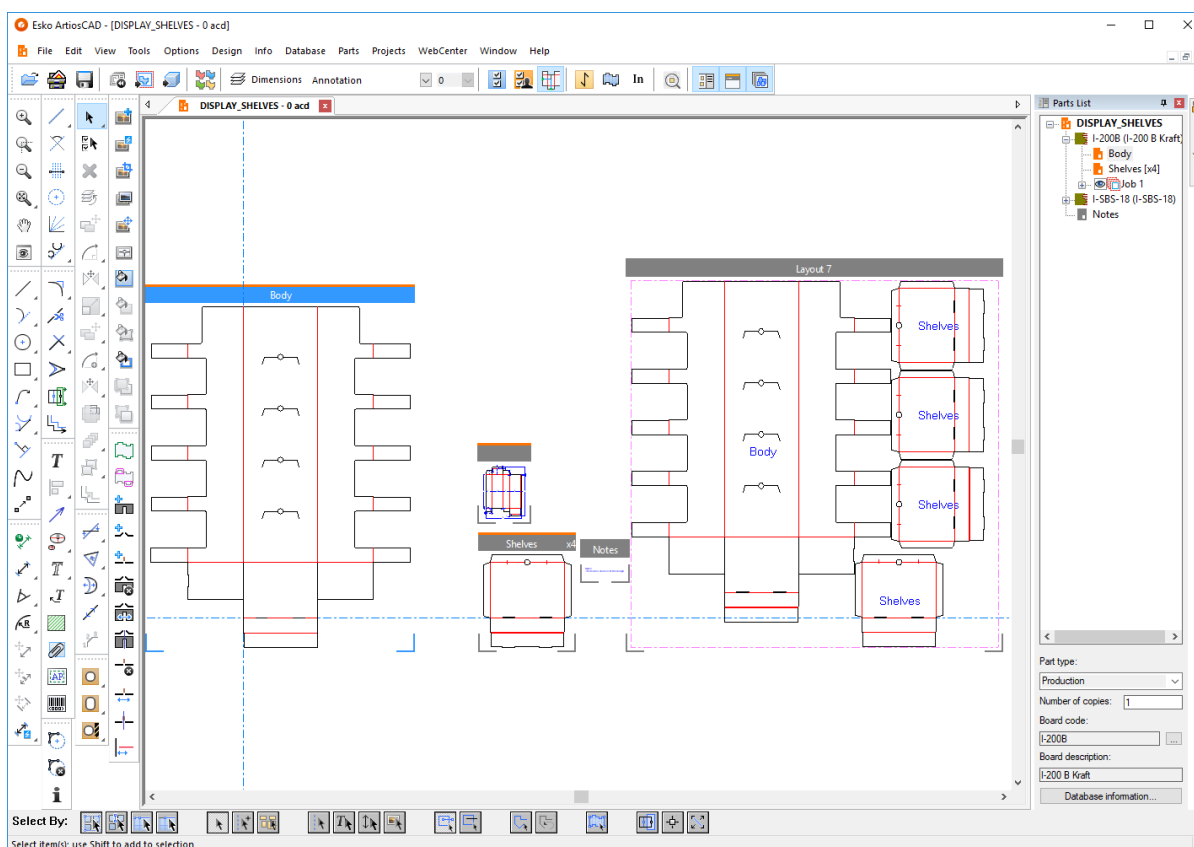 Esko ArtiosCAD - [DISPLAY_SHELVES - 0 acd]
File Edit View Tools Options Design Info Database Parts Projects WebCenter Window Help
Dimensions Annotation 0 In
DISPLAY_SHELVES - 0 acd
Parts List
DISPLAY_SHELVES
I-200B (I-200 B Kraft)
Body
Shelves [x4]
Job 1
I-SBS-18 (I-SBS-18)
Notes
Layout 7
Body
Shelves
Shelves
Body
Shelves
Shelves x4
Notes
Shelves
Part type:
Production
Number of copies: 1
Board code:
I-200B ...
Board description:
I-200 B Kraft
Database information...
Select By:
Select item(s); use Shift to add to selection